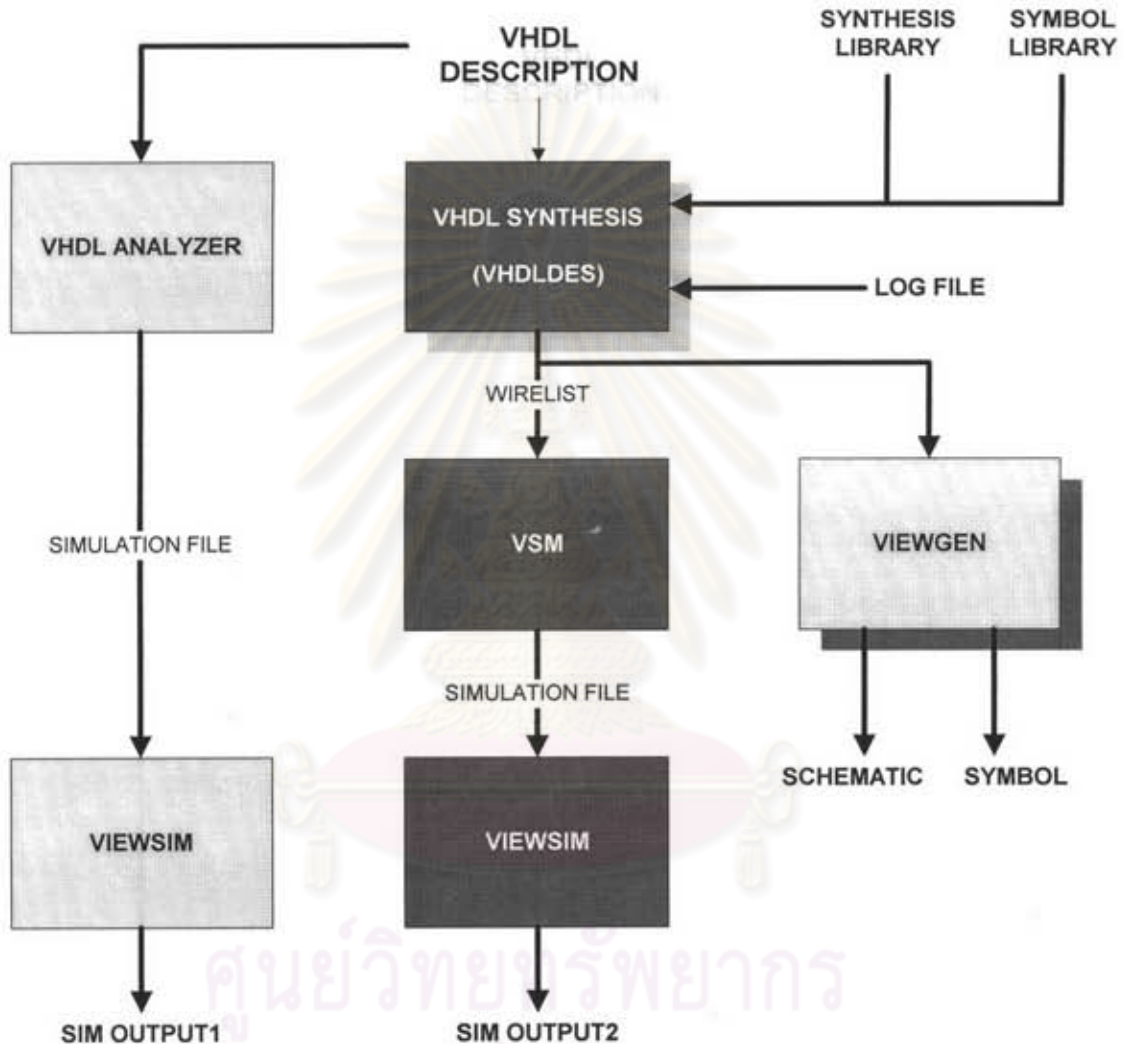 VHDL
DESCRIPTION
SYNTHESIS
LIBRARY
SYMBOL
LIBRARY
VHDL ANALYZER
VHDL SYNTHESIS
(VHDLDES)
LOG FILE
WIRELIST
SIMULATION FILE
VSM
VIEWGEN
SIMULATION FILE
SCHEMATIC
SYMBOL
VIEWSIM
VIEWSIM
ศูนย์วิทยทรัพยากร
SIM OUTPUT1
SIM OUTPUT2